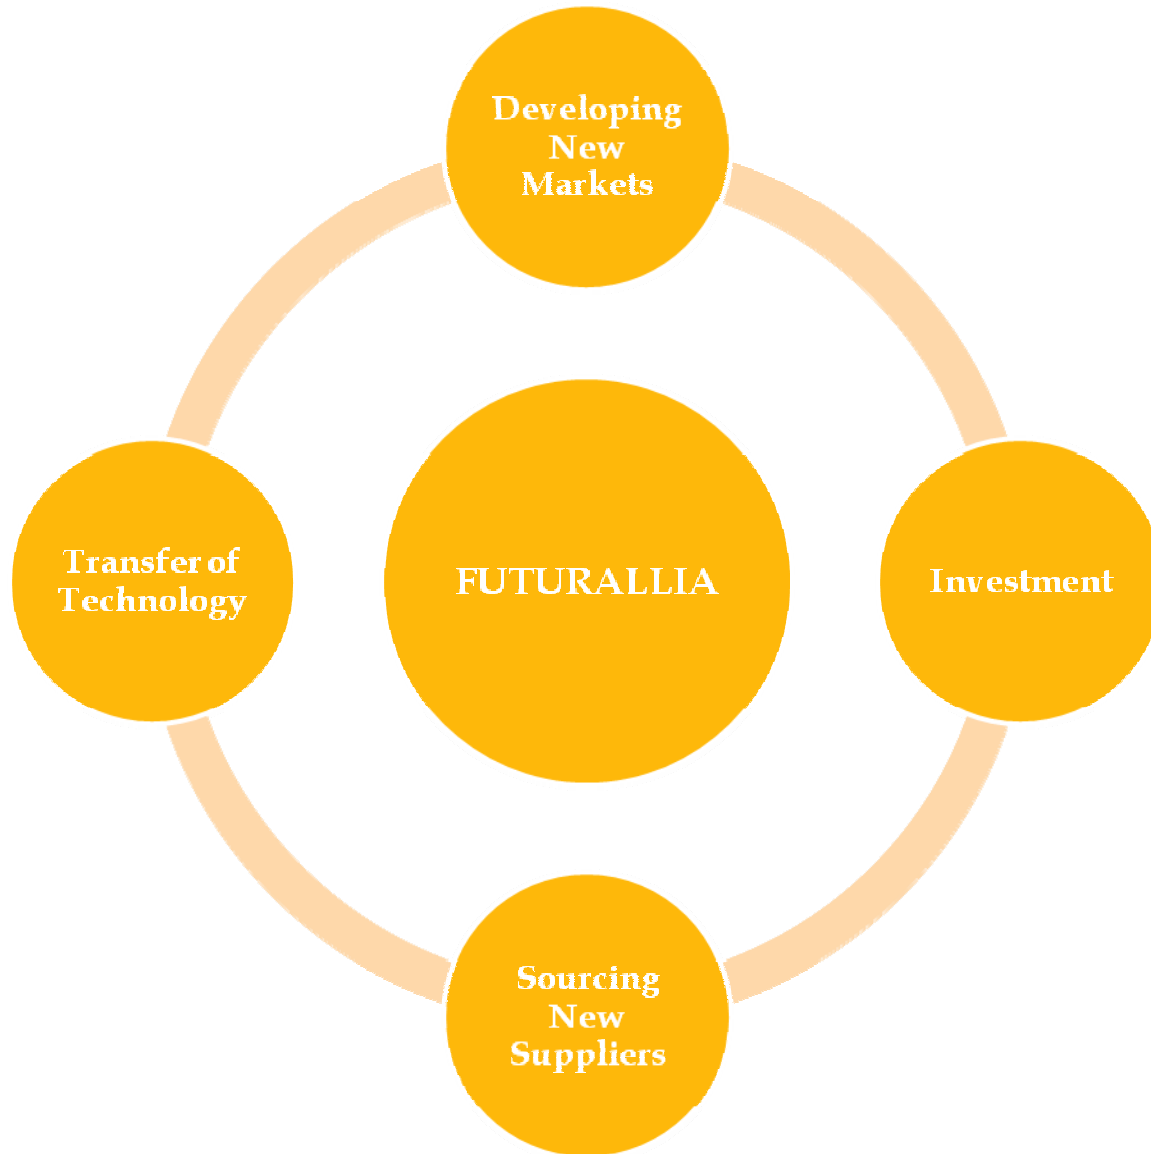 Developing
New
Markets
Transfer of
Technology
FUTURALLIA
Investment
Sourcing
New
Suppliers